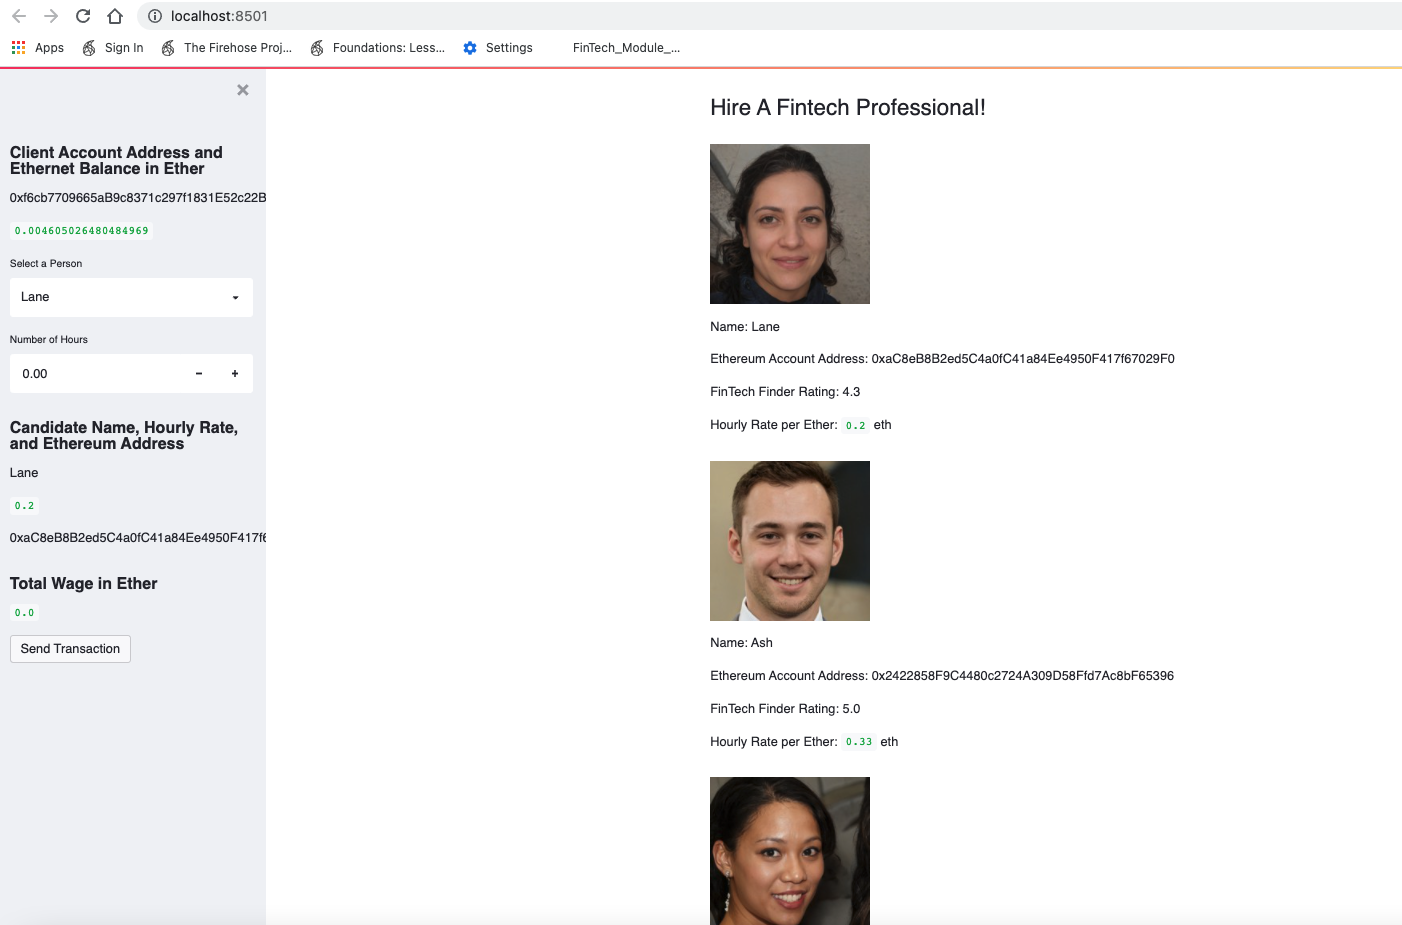 localhost:8501
Apps
Sign In
The Firehose Proj...
Foundations: Less...
Settings
FinTech_Module_...
Client Account Address and
Ethernet Balance in Ether
0xf6cb7709665aB9c8371c297f1831E52c22B
0.004605026480484969
Select a Person
Lane
Number of Hours
0.00
Candidate Name, Hourly Rate,
and Ethereum Address
Lane
0.2
0xaC8eB8B2ed5C4a0fC41a84Ee4950F417f6
Total Wage in Ether
0.0
Send Transaction
Hire A Fintech Professional!
Name: Lane
Ethereum Account Address: 0xaC8eB8B2ed5C4a0fC41a84Ee4950F417f67029F0
FinTech Finder Rating: 4.3
Hourly Rate per Ether: 0.2 eth
Name: Ash
Ethereum Account Address: 0x2422858F9C4480c2724A309D58Ffd7Ac8bF65396
FinTech Finder Rating: 5.0
Hourly Rate per Ether: 0.33 eth